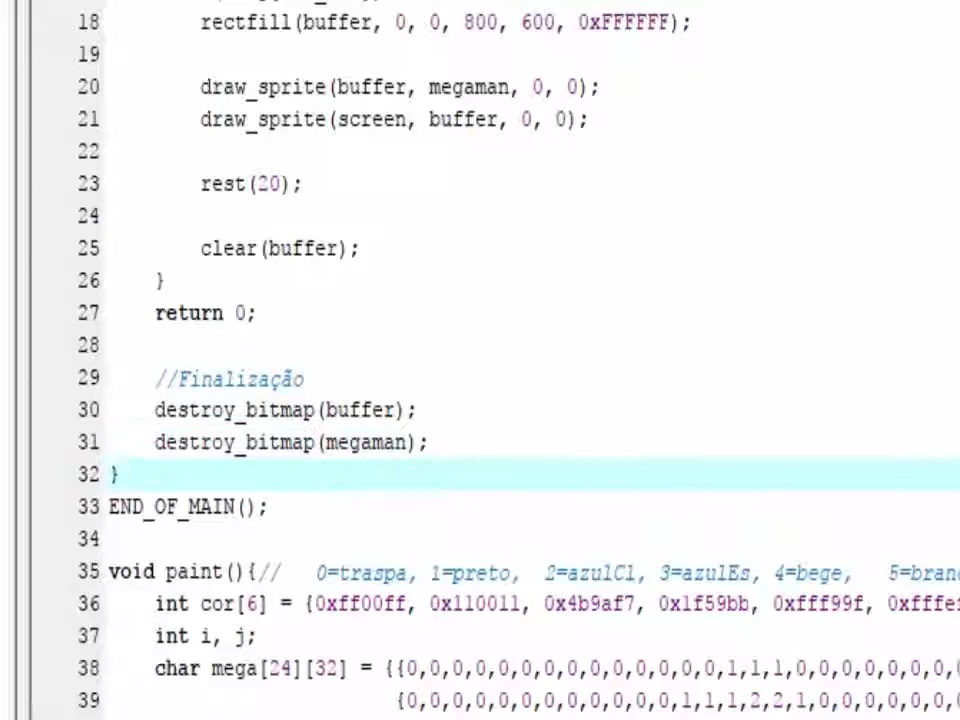 18 rectfill(buffer, 0, 0, 800, 600, 0xFFFFFF);
19
20 draw_sprite(buffer, megaman, 0, 0);
21 draw_sprite(screen, buffer, 0, 0);
22
23 rest(20);
24
25 clear(buffer);
26 }
27 return 0;
28
29 //Finalização
30 destroy_bitmap(buffer);
31 destroy_bitmap(megaman);
32 }
33 END_OF_MAIN();
34
35 void paint(){// 0=traspa, 1=preto, 2=azulCl, 3=azulEs, 4=bege, 5=branc
36 int cor[6] = {0xff00ff, 0x110011, 0x4b9af7, 0x1f59bb, 0xfff99f, 0xfffef
37 int i, j;
38 char mega[24][32] = {{0,0,0,0,0,0,0,0,0,0,0,0,0,0,1,1,1,0,0,0,0,0,0,0,
39 {0,0,0,0,0,0,0,0,0,0,0,0,1,1,1,2,2,1,0,0,0,0,0,0,